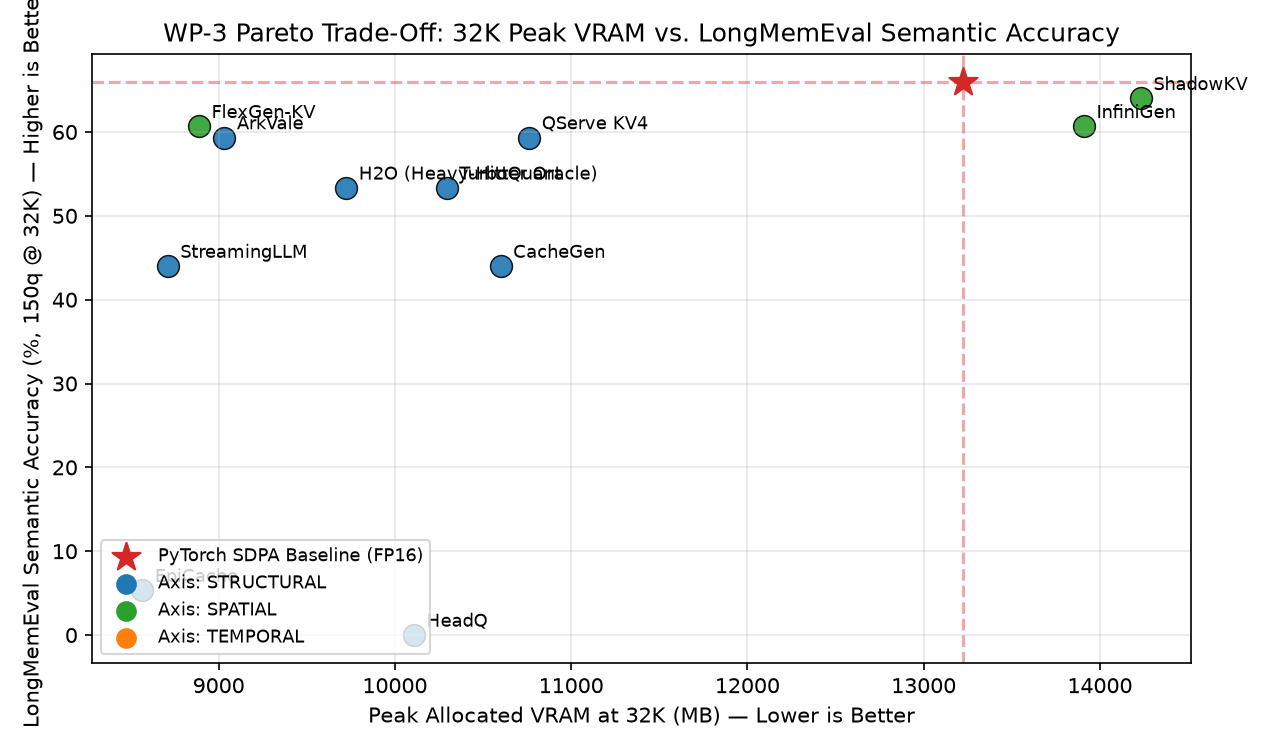 WP-3 Pareto Trade-Off: 32K Peak VRAM vs. LongMemEval Semantic Accuracy
LongMemEval Semantic Accuracy (%, 150q @ 32K) — Higher is Bette
60
50
40
30
20
10
0
ShadowKV
InfiniGen
FlexGen-KV
ArkVale
QServe KV4
H2O (Heavy-Hitter Oracle)
StreamingLLM
CacheGen
EpiCache
HeadQ
PyTorch SDPA Baseline (FP16)
Axis: STRUCTURAL
Axis: SPATIAL
Axis: TEMPORAL
9000
10000
11000
12000
13000
14000
Peak Allocated VRAM at 32K (MB) — Lower is Better